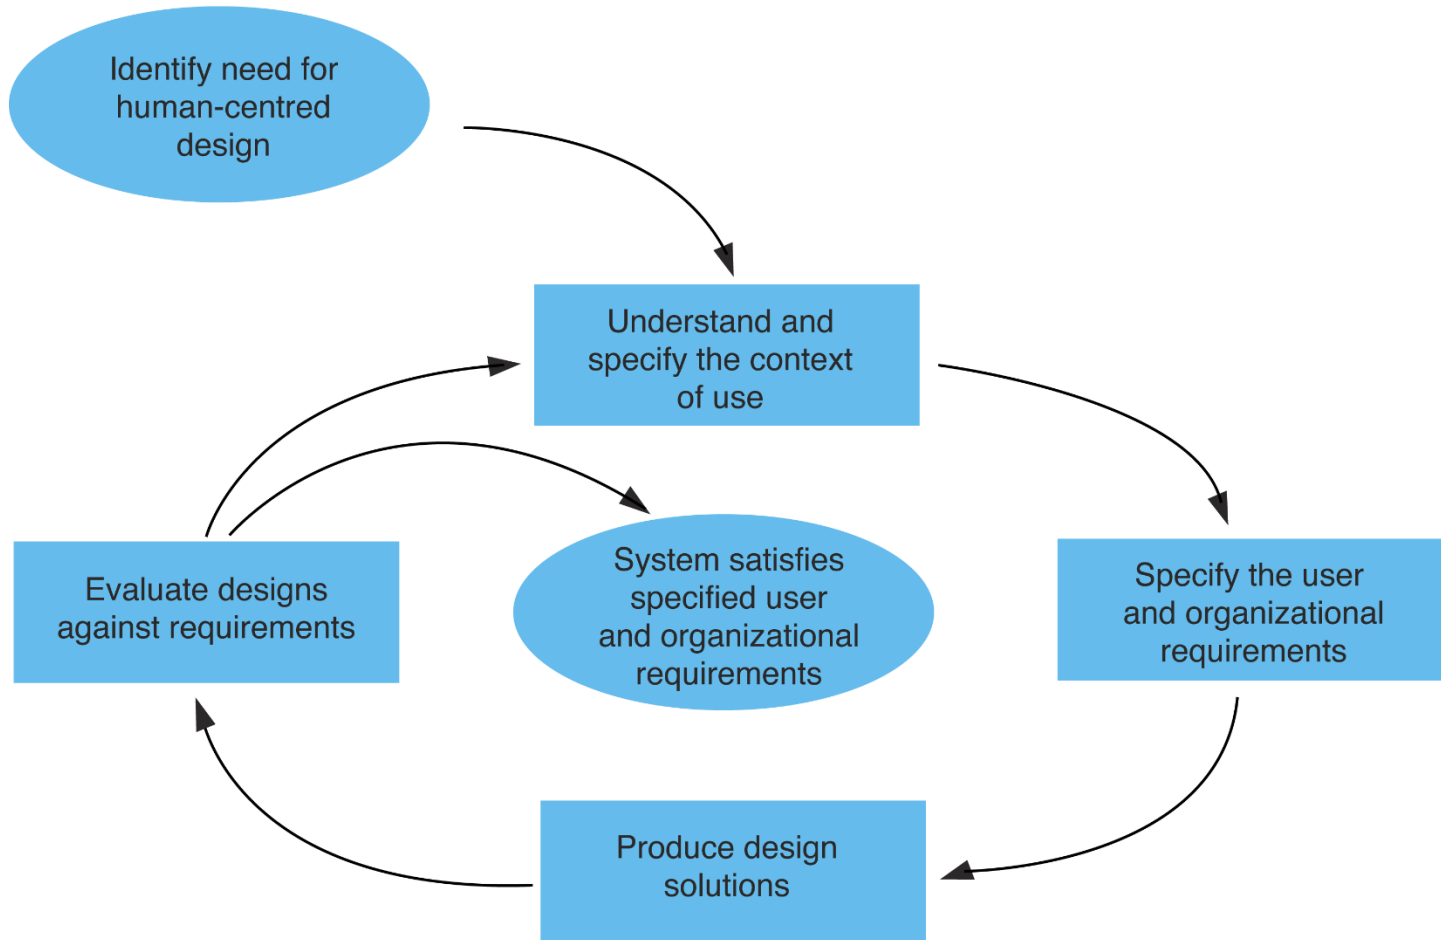 Identify need for
human-centred
design
Understand and
specify the context
of use
Evaluate designs
against requirements
System satisfies
specified user
and organizational
requirements
Specify the user
and organizational
requirements
Produce design
solutions